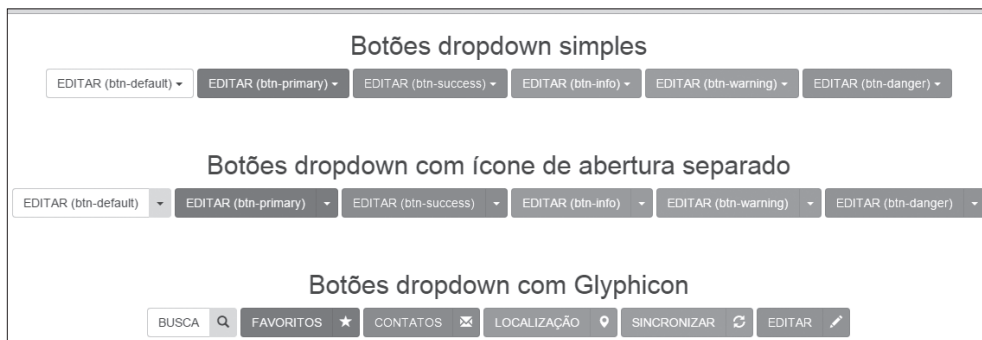 Botões dropdown simples
EDITAR (btn-default) EDITAR (btn-primary) EDITAR (btn-success) EDITAR (btn-info) EDITAR (btn-warning) EDITAR (btn-danger)
Botões dropdown com ícone de abertura separado
EDITAR (btn-default) EDITAR (btn-primary) EDITAR (btn-success) EDITAR (btn-info) EDITAR (btn-warning) EDITAR (btn-danger)
Botões dropdown com Glyphicon
BUSCA FAVORITOS CONTATOS LOCALIZAÇÃO SINCRONIZAR EDITAR